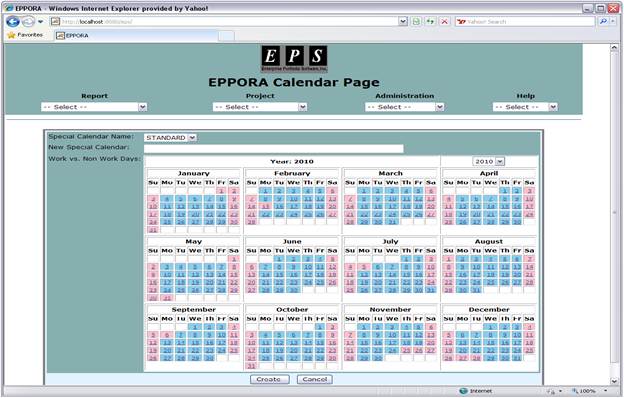 EPPORA - Windows Internet Explorer provided by Yahoo!
http://localhost:8080/eps/
Yahoo! Search
Favorites EPPORA
E P S
Enterprise Portfolio Software, Inc.
EPPORA Calendar Page
Report Project Administration Help
-- Select -- -- Select -- -- Select -- -- Select --
Special Calendar Name: STANDARD
New Special Calendar:
Work vs. Non Work Days: Year: 2010 2010
January February March April
Su Mo Tu We Th Fr Sa Su Mo Tu We Th Fr Sa Su Mo Tu We Th Fr Sa Su Mo Tu We Th Fr Sa
1 2 1 2 3 4 5 6 1 2 3 4 5 6 1 2 3
3 4 5 6 7 8 9 7 8 9 10 11 12 13 7 8 9 10 11 12 13 4 5 6 7 8 9 10
10 11 12 13 14 15 16 14 15 16 17 18 19 20 14 15 16 17 18 19 20 11 12 13 14 15 16 17
17 18 19 20 21 22 23 21 22 23 24 25 26 27 21 22 23 24 25 26 27 18 19 20 21 22 23 24
24 25 26 27 28 29 30 28 28 29 30 31 25 26 27 28 29 30
31
May June July August
Su Mo Tu We Th Fr Sa Su Mo Tu We Th Fr Sa Su Mo Tu We Th Fr Sa Su Mo Tu We Th Fr Sa
1 1 2 3 4 5 1 2 3 1 2 3 4 5 6 7
2 3 4 5 6 7 8 6 7 8 9 10 11 12 4 5 6 7 8 9 10 8 9 10 11 12 13 14
9 10 11 12 13 14 15 13 14 15 16 17 18 19 11 12 13 14 15 16 17 15 16 17 18 19 20 21
16 17 18 19 20 21 22 20 21 22 23 24 25 26 18 19 20 21 22 23 24 22 23 24 25 26 27 28
23 24 25 26 27 28 29 27 28 29 30 25 26 27 28 29 30 31 29 30 31
30 31
September October November December
Su Mo Tu We Th Fr Sa Su Mo Tu We Th Fr Sa Su Mo Tu We Th Fr Sa Su Mo Tu We Th Fr Sa
1 2 3 4 1 2 1 2 3 4 5 6 1 2 3 4
5 6 7 8 9 10 11 3 4 5 6 7 8 9 7 8 9 10 11 12 13 5 6 7 8 9 10 11
12 13 14 15 16 17 18 10 11 12 13 14 15 16 14 15 16 17 18 19 20 12 13 14 15 16 17 18
19 20 21 22 23 24 25 17 18 19 20 21 22 23 21 22 23 24 25 26 27 19 20 21 22 23 24 25
26 27 28 29 30 24 25 26 27 28 29 30 28 29 30 26 27 28 29 30 31
31
Create Cancel
Internet 100%